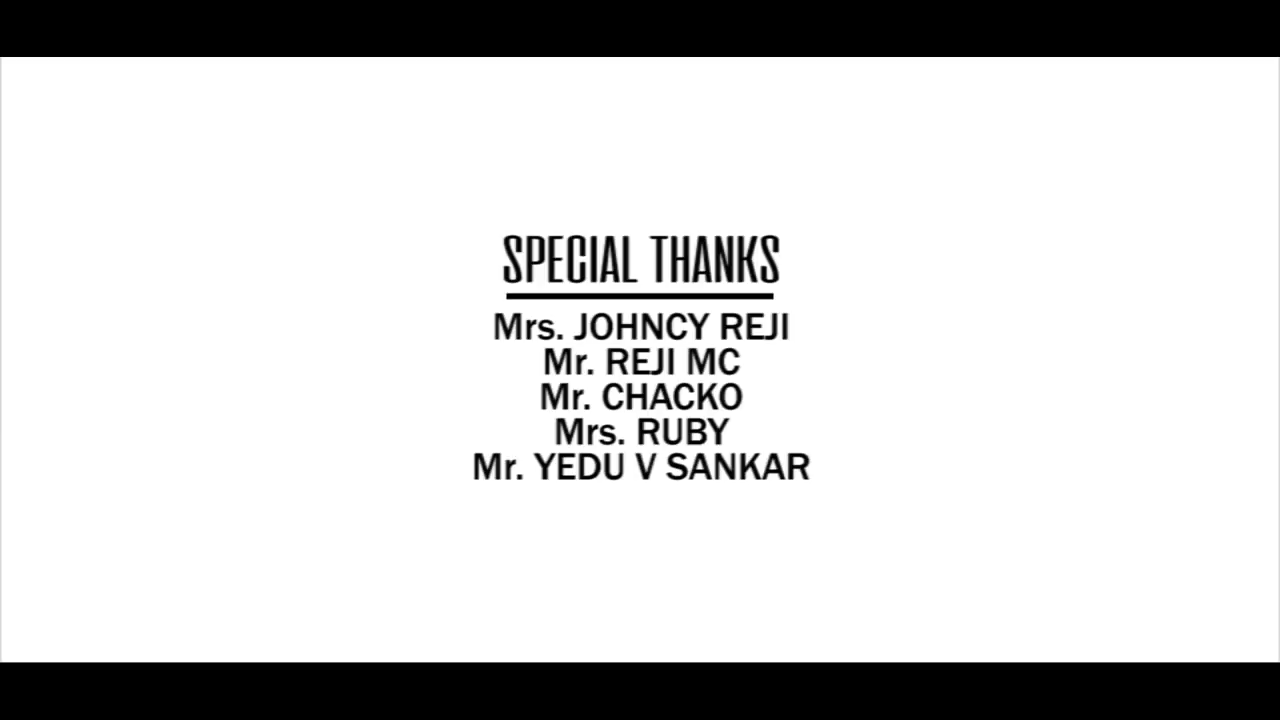 SPECIAL THANKS
Mrs. JOHNCY REJI
Mr. REJI MC
Mr. CHACKO
Mrs. RUBY
Mr. YEDU V SANKAR